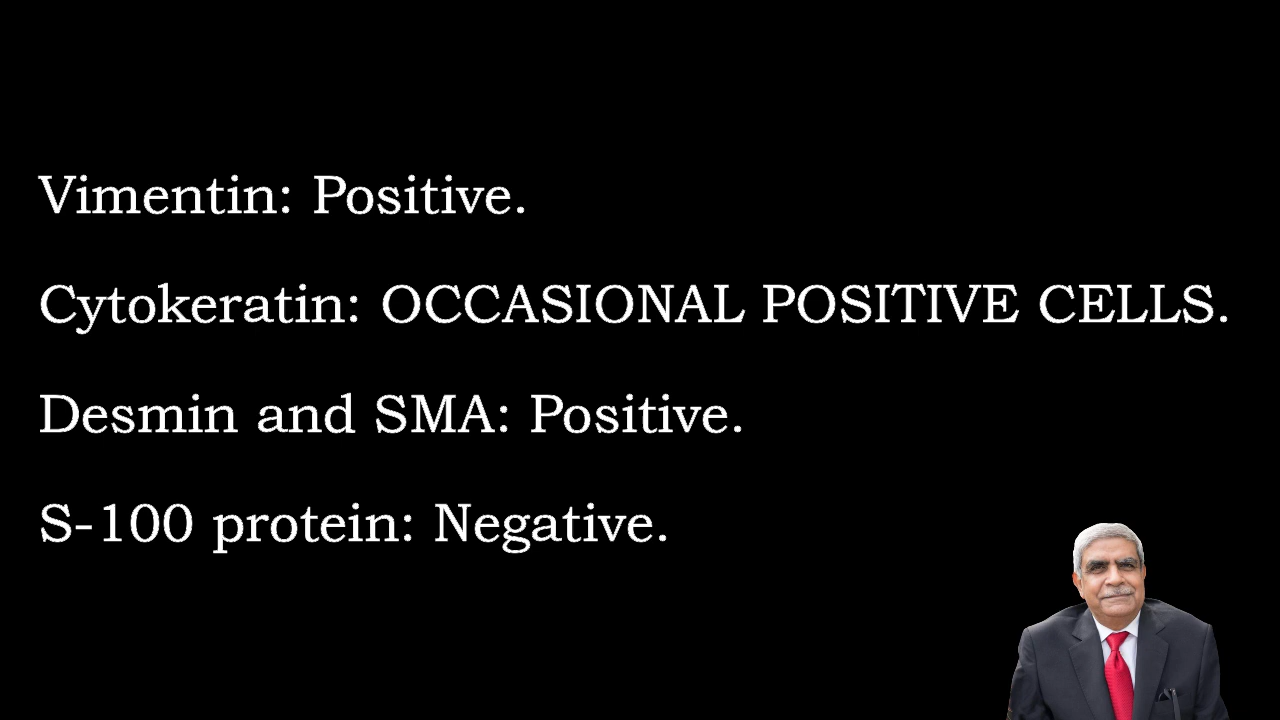 Vimentin: Positive.
Cytokeratin: OCCASIONAL POSITIVE CELLS.
Desmin and SMA: Positive.
S-100 protein: Negative.